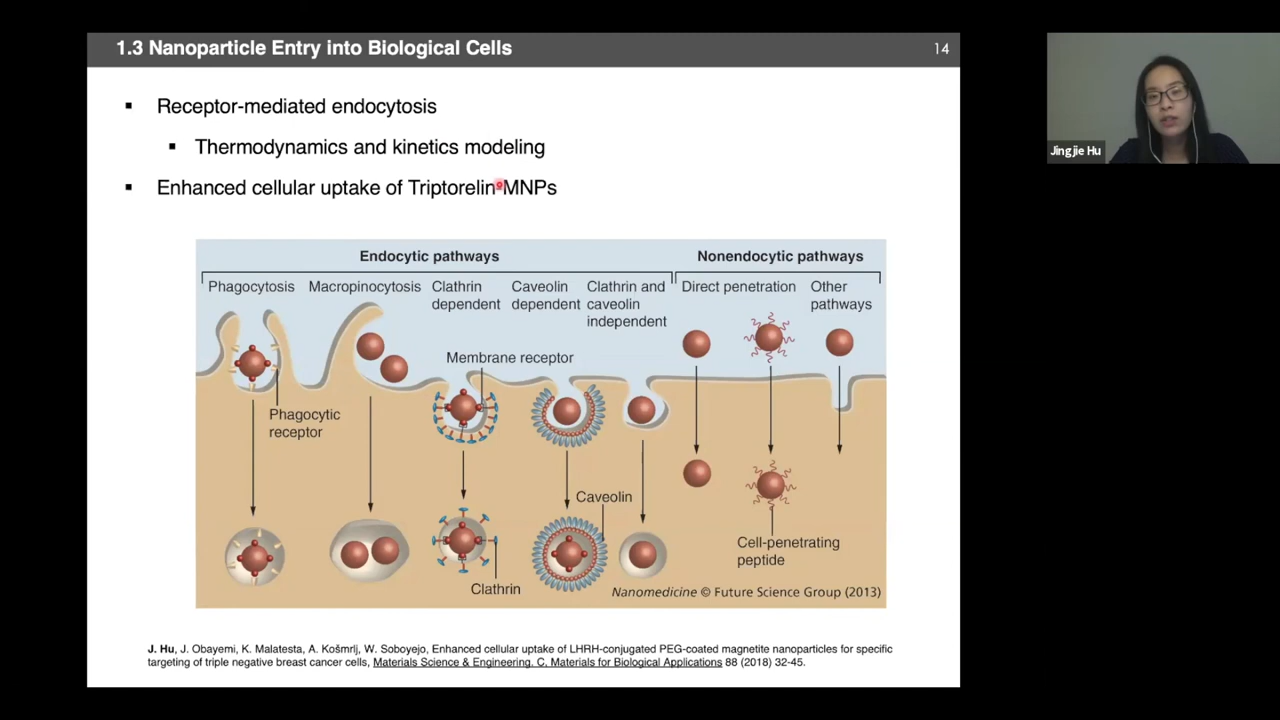 1.3 Nanoparticle Entry into Biological Cells
14
Receptor-mediated endocytosis
Thermodynamics and kinetics modeling
Enhanced cellular uptake of Triptorelin MNPs
Endocytic pathways
Nonendocytic pathways
Phagocytosis
Macropinocytosis
Clathrin
dependent
Caveolin
dependent
Clathrin and
caveolin
independent
Direct penetration
Other
pathways
Membrane receptor
Phagocytic
receptor
Caveolin
Clathrin
Cell-penetrating
peptide
Nanomedicine © Future Science Group (2013)
J. Hu, J. Obayemi, K. Malatesta, A. Košmrlj, W. Soboyejo, Enhanced cellular uptake of LHRH-conjugated PEG-coated magnetite nanoparticles for specific
targeting of triple negative breast cancer cells, Materials Science & Engineering. C, Materials for Biological Applications 88 (2018) 32-45.
Jingjie Hu